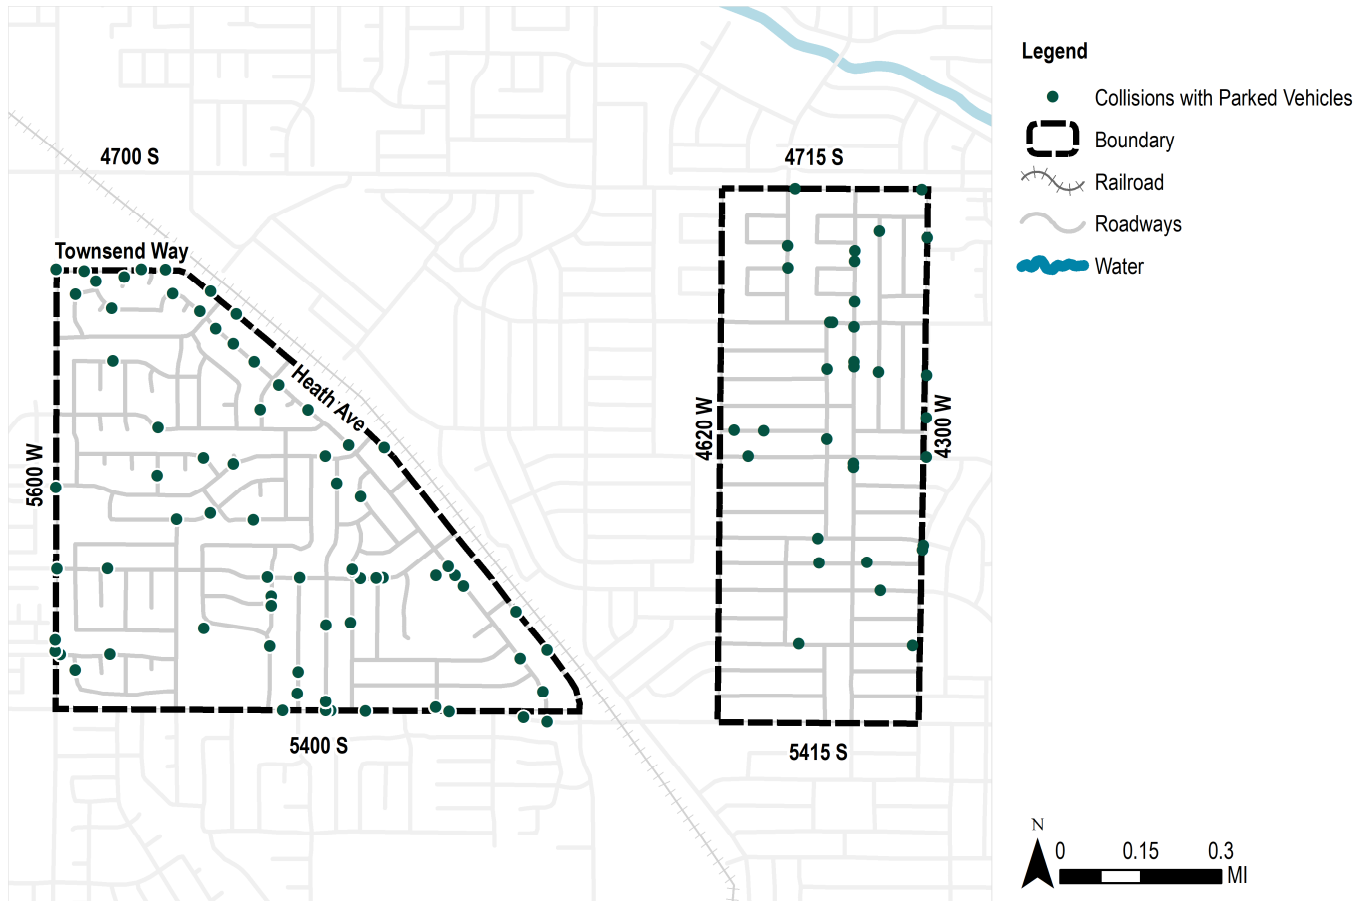 Legend
Collisions with Parked Vehicles
Boundary
Railroad
Roadways
Water
4700 S
4715 S
Townsend Way
Heath Ave
5600 W
4620 W
4300 W
5400 S
5415 S
N
0 0.15 0.3
MI